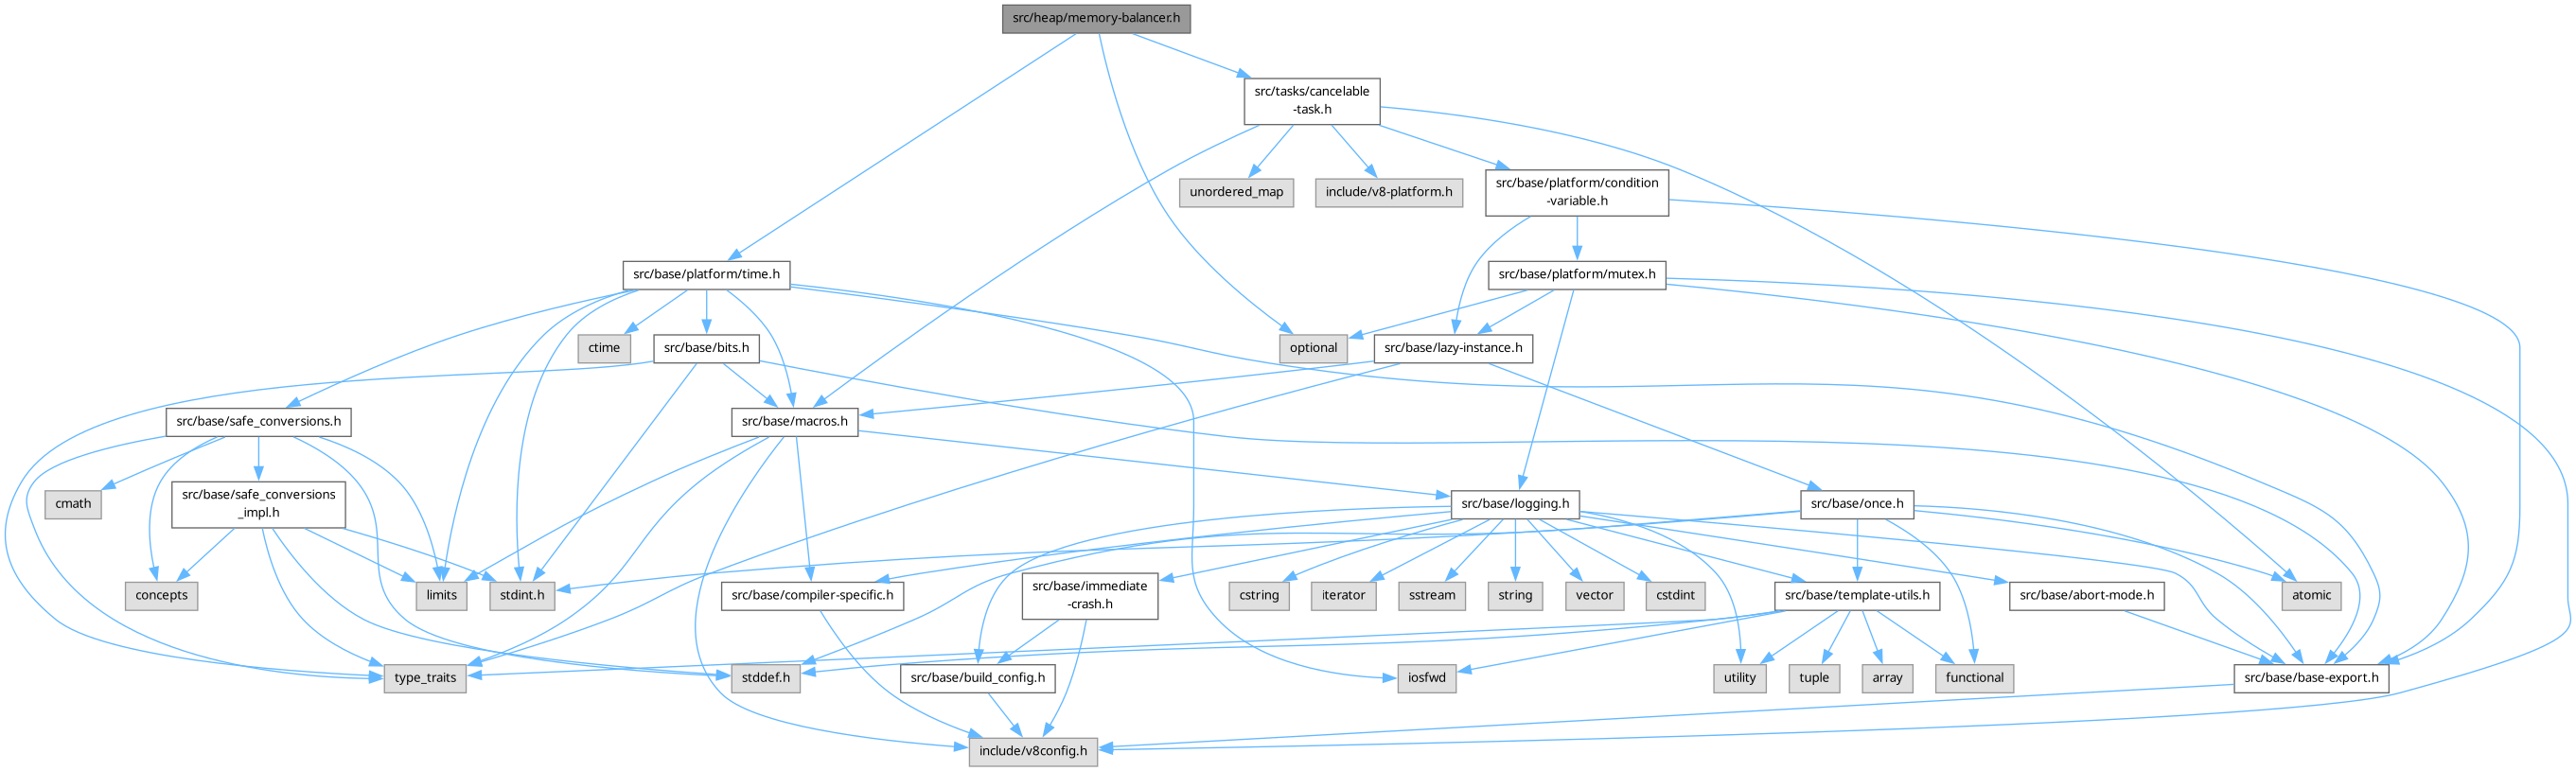 src/heap/memory-balancer.h
src/tasks/cancelable
-task.h
unordered_map
include/v8-platform.h
src/base/platform/condition
-variable.h
src/base/platform/time.h
src/base/platform/mutex.h
ctime
src/base/bits.h
optional
src/base/lazy-instance.h
src/base/safe_conversions.h
src/base/macros.h
cmath
src/base/safe_conversions
_impl.h
src/base/logging.h
src/base/once.h
concepts
limits
stdint.h
src/base/compiler-specific.h
src/base/immediate
-crash.h
cstring
iterator
sstream
string
vector
cstdint
src/base/template-utils.h
src/base/abort-mode.h
atomic
type_traits
stddef.h
src/base/build_config.h
iosfwd
utility
tuple
array
functional
src/base/base-export.h
include/v8config.h